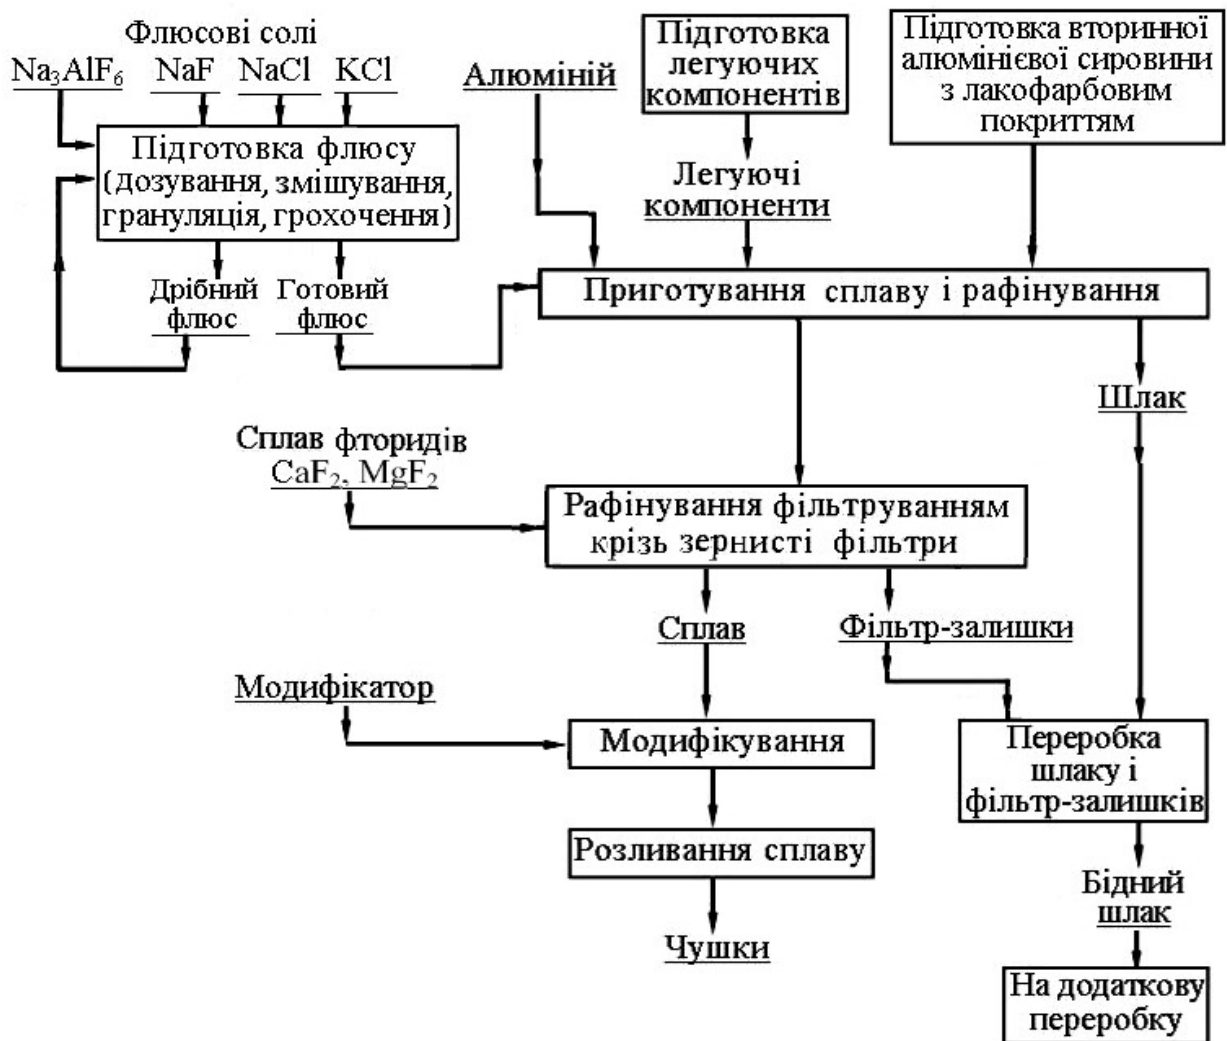 Флюсові солі
Na₃AlF₆ NaF NaCl KCl
Підготовка флюсу
(дозування, змішування,
грануляція, грохочення)
Дрібний
флюс
Готовий
флюс
Алюміній
Підготовка
легуючих
компонентів
Легуючі
компоненти
Підготовка вторинної
алюмінієвої сировини
з лакофарбовим
покриттям
Приготування сплаву і рафінування
Шлак
Сплав фторидів
CaF₂, MgF₂
Рафінування фільтруванням
крізь зернисті фільтри
Сплав
Фільтр-залишки
Модифікатор
Модифікування
Переробка
шлаку і
фільтр-залишків
Розливання сплаву
Чушки
Бідний
шлак
На додаткову
переробку